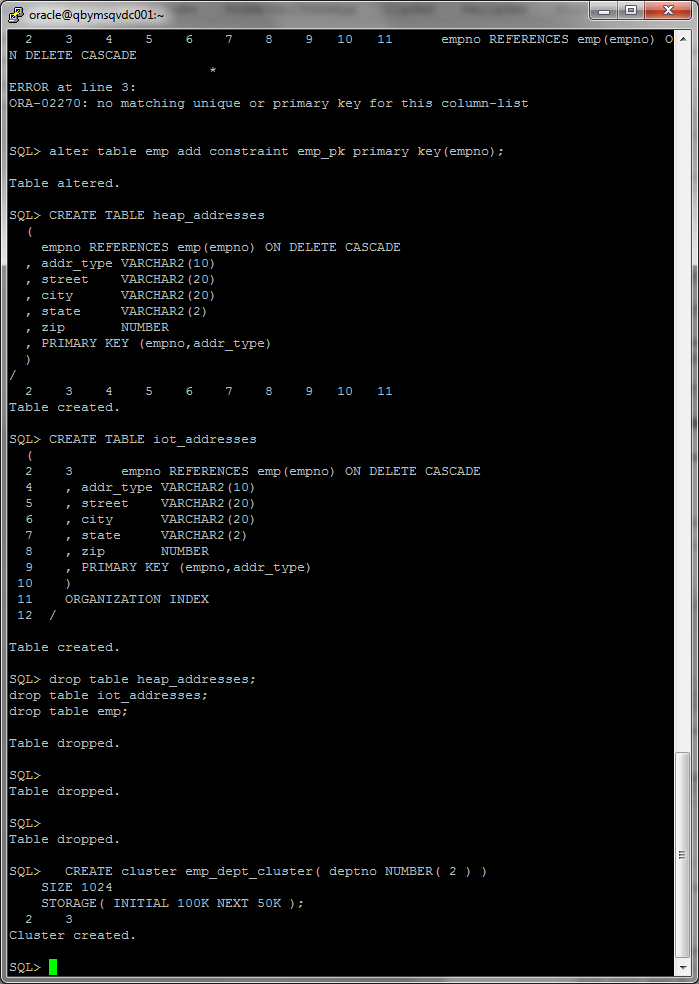 oracle@qbymsqvdc001:~
  2    3    4    5    6    7    8    9   10   11      empno REFERENCES emp(empno) O
N DELETE CASCADE
                         *
ERROR at line 3:
ORA-02270: no matching unique or primary key for this column-list
SQL> alter table emp add constraint emp_pk primary key(empno);
Table altered.
SQL> CREATE TABLE heap_addresses
  (
    empno REFERENCES emp(empno) ON DELETE CASCADE
  , addr_type VARCHAR2(10)
  , street    VARCHAR2(20)
  , city      VARCHAR2(20)
  , state     VARCHAR2(2)
  , zip       NUMBER
  , PRIMARY KEY (empno,addr_type)
  )
/
  2    3    4    5    6    7    8    9   10   11
Table created.
SQL> CREATE TABLE iot_addresses
  (
  2    3      empno REFERENCES emp(empno) ON DELETE CASCADE
  4    , addr_type VARCHAR2(10)
  5    , street    VARCHAR2(20)
  6    , city      VARCHAR2(20)
  7    , state     VARCHAR2(2)
  8    , zip       NUMBER
  9    , PRIMARY KEY (empno,addr_type)
 10    )
 11    ORGANIZATION INDEX
 12  /
Table created.
SQL> drop table heap_addresses;
drop table iot_addresses;
drop table emp;
Table dropped.
SQL>
Table dropped.
SQL>
Table dropped.
SQL>   CREATE cluster emp_dept_cluster( deptno NUMBER( 2 ) )
    SIZE 1024
    STORAGE( INITIAL 100K NEXT 50K );
  2    3
Cluster created.
SQL>